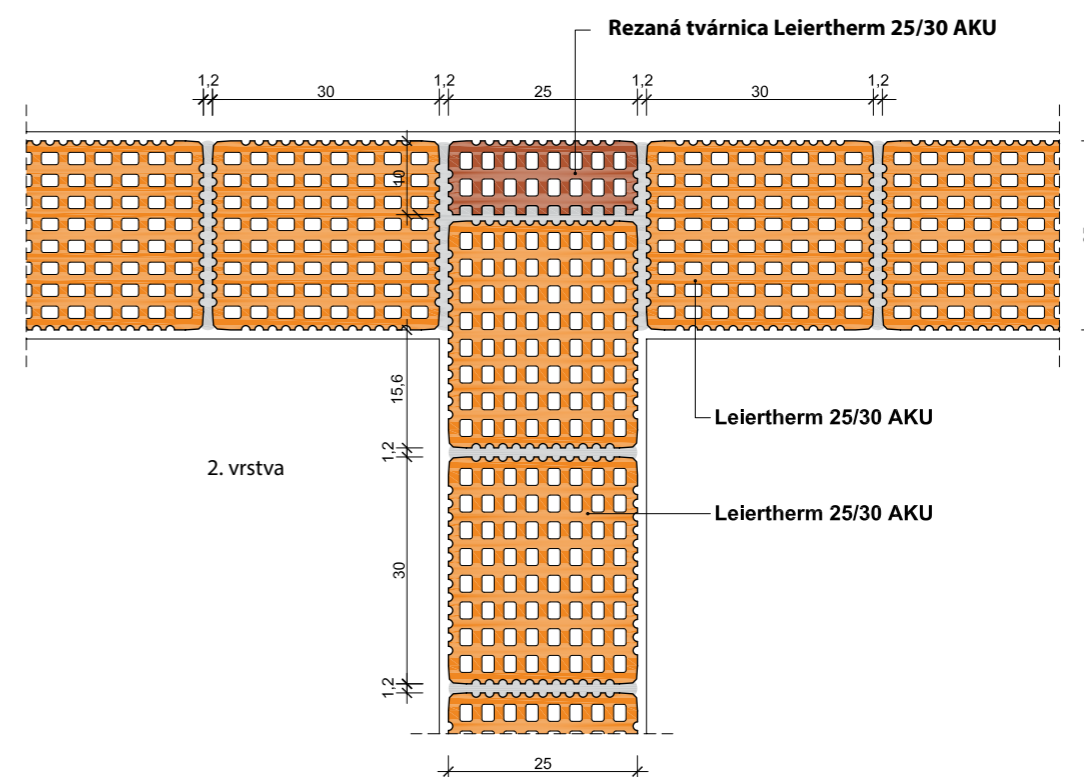 Rezaná tvárnica Leiertherm 25/30 AKU
1,2 30 1,2 25 1,2 30 1,2
10
15,6
1,2
Leiertherm 25/30 AKU
2. vrstva
Leiertherm 25/30 AKU
30
1,2
25